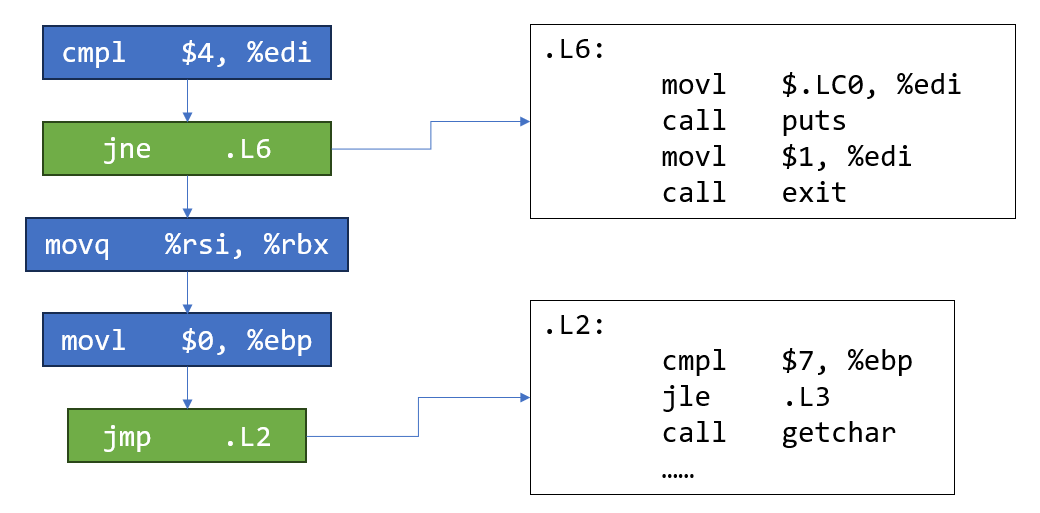 cmpl $4, %edi
jne .L6
movq %rsi, %rbx
movl $0, %ebp
jmp .L2
.L6:
movl $.LC0, %edi
call puts
movl $1, %edi
call exit
.L2:
cmpl $7, %ebp
jle .L3
call getchar
……